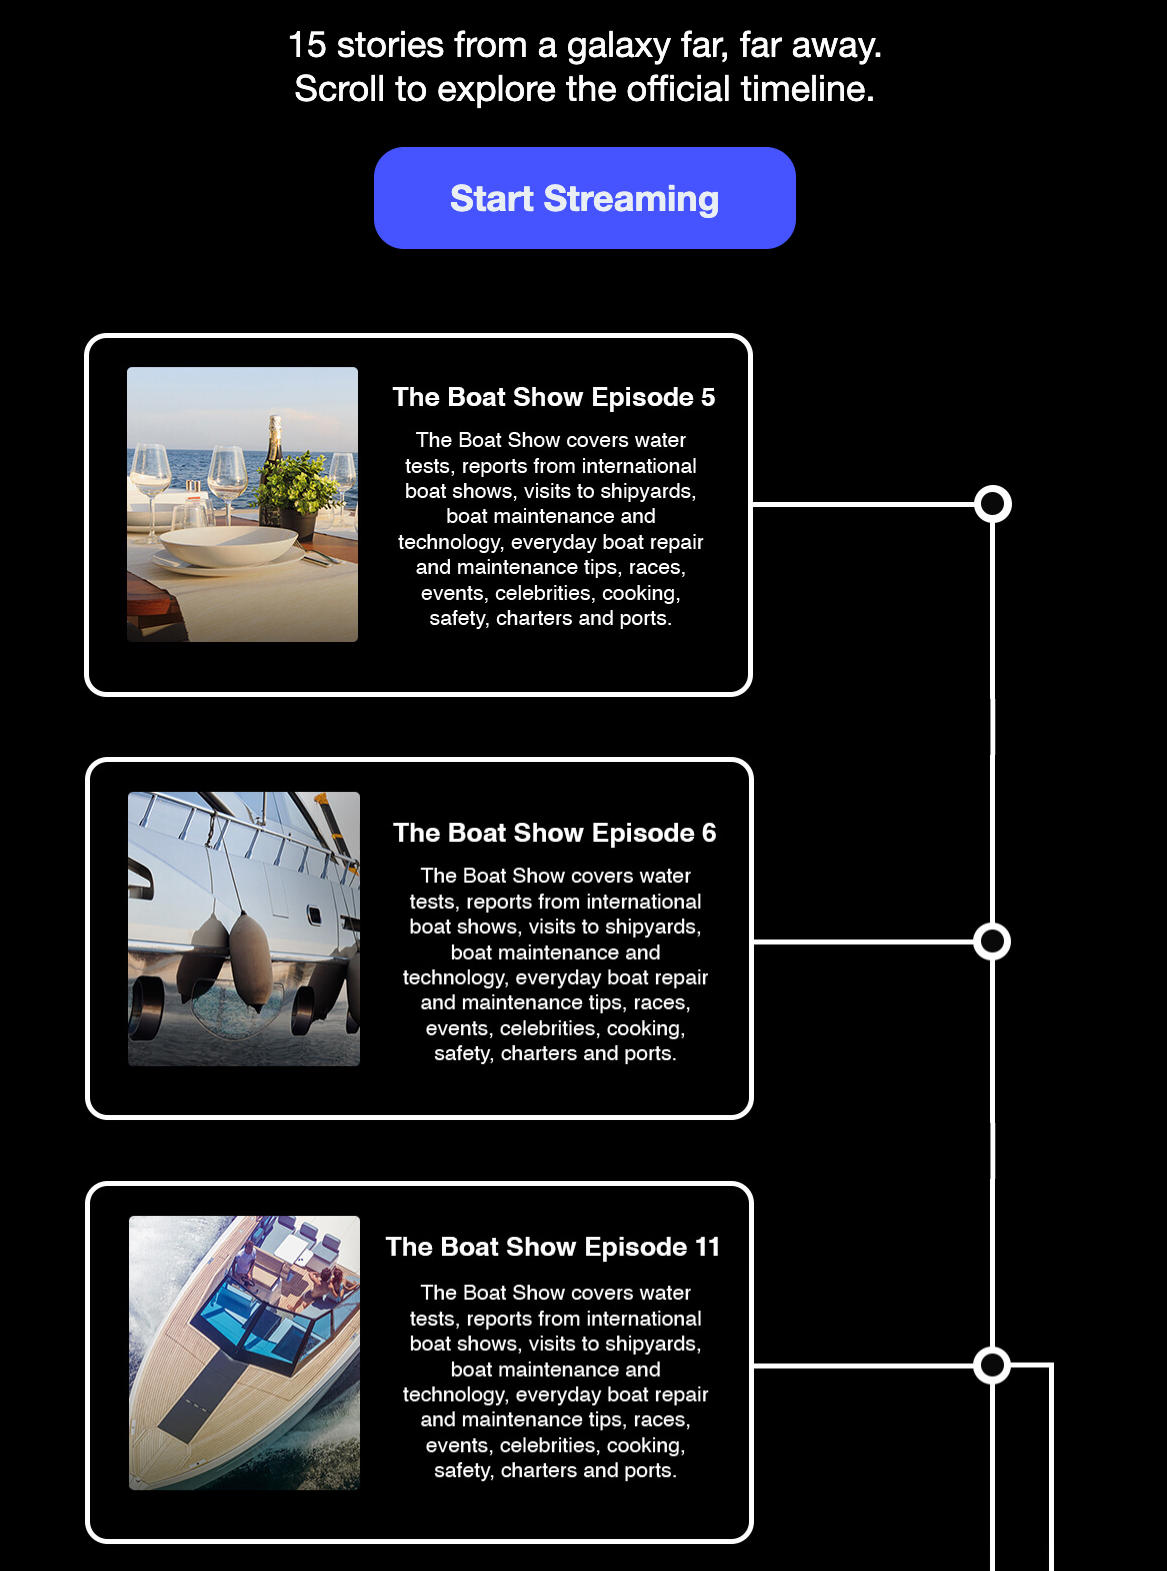 15 stories from a galaxy far, far away.
Scroll to explore the official timeline.
Start Streaming
The Boat Show Episode 5
The Boat Show covers water
tests, reports from international
boat shows, visits to shipyards,
boat maintenance and
technology, everyday boat repair
and maintenance tips, races,
events, celebrities, cooking,
safety, charters and ports.
The Boat Show Episode 6
The Boat Show covers water
tests, reports from international
boat shows, visits to shipyards,
boat maintenance and
technology, everyday boat repair
and maintenance tips, races,
events, celebrities, cooking,
safety, charters and ports.
The Boat Show Episode 11
The Boat Show covers water
tests, reports from international
boat shows, visits to shipyards,
boat maintenance and
technology, everyday boat repair
and maintenance tips, races,
events, celebrities, cooking,
safety, charters and ports.